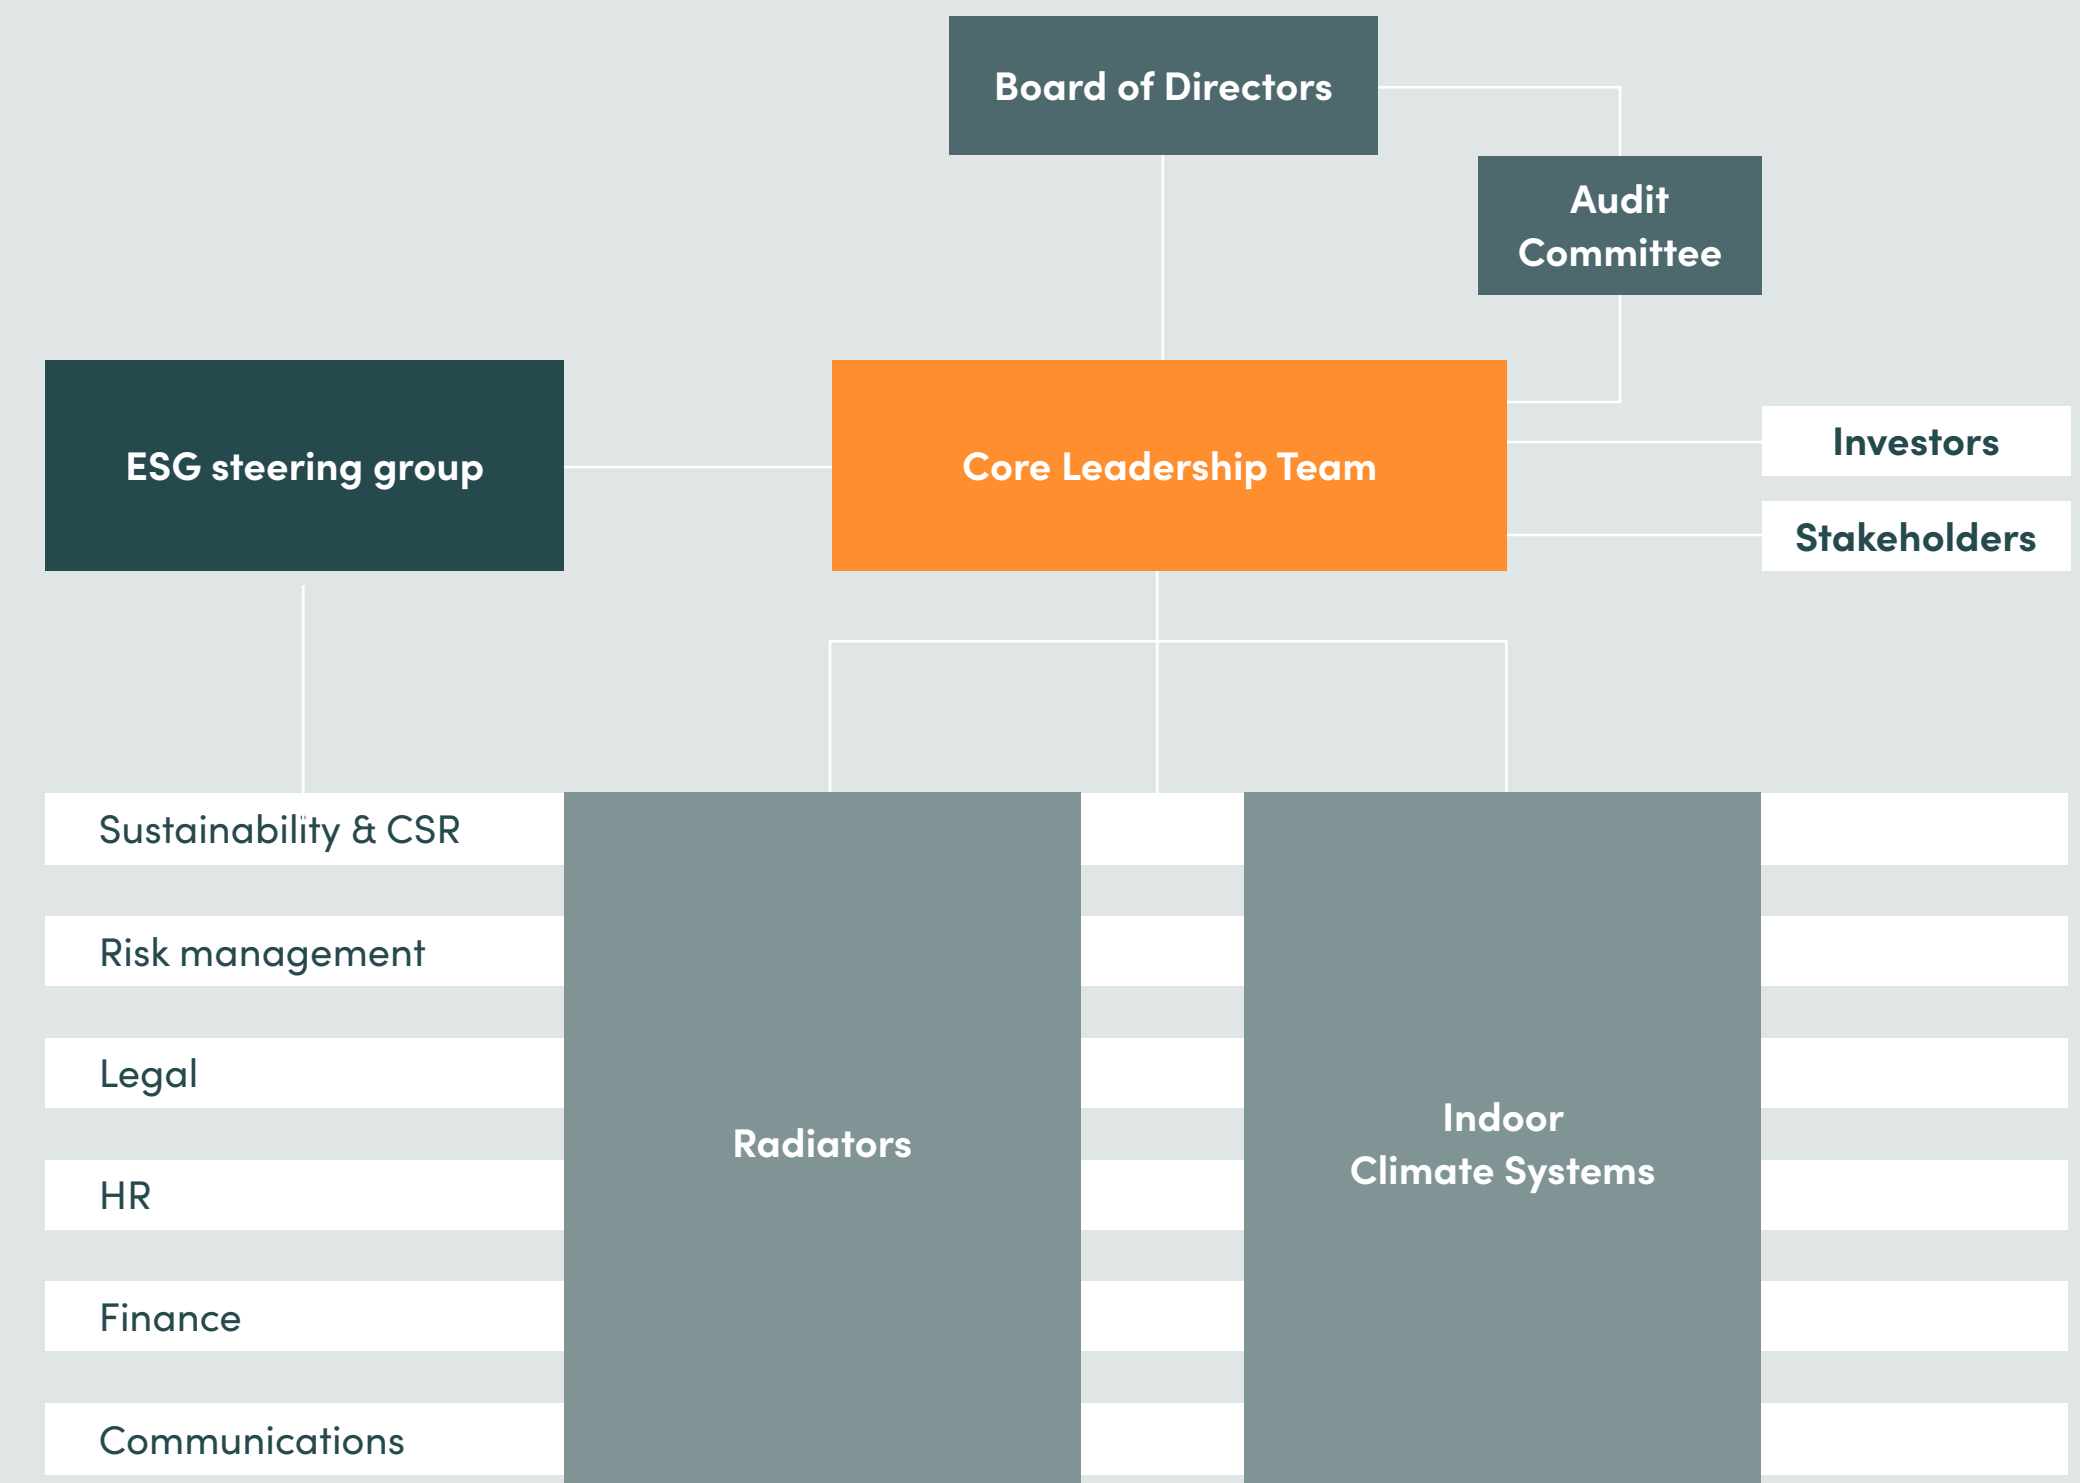 Board of Directors
Audit
Committee
ESG steering group
Core Leadership Team
Investors
Stakeholders
Sustainability & CSR
Risk management
Legal
HR
Finance
Communications
Radiators
Indoor
Climate Systems